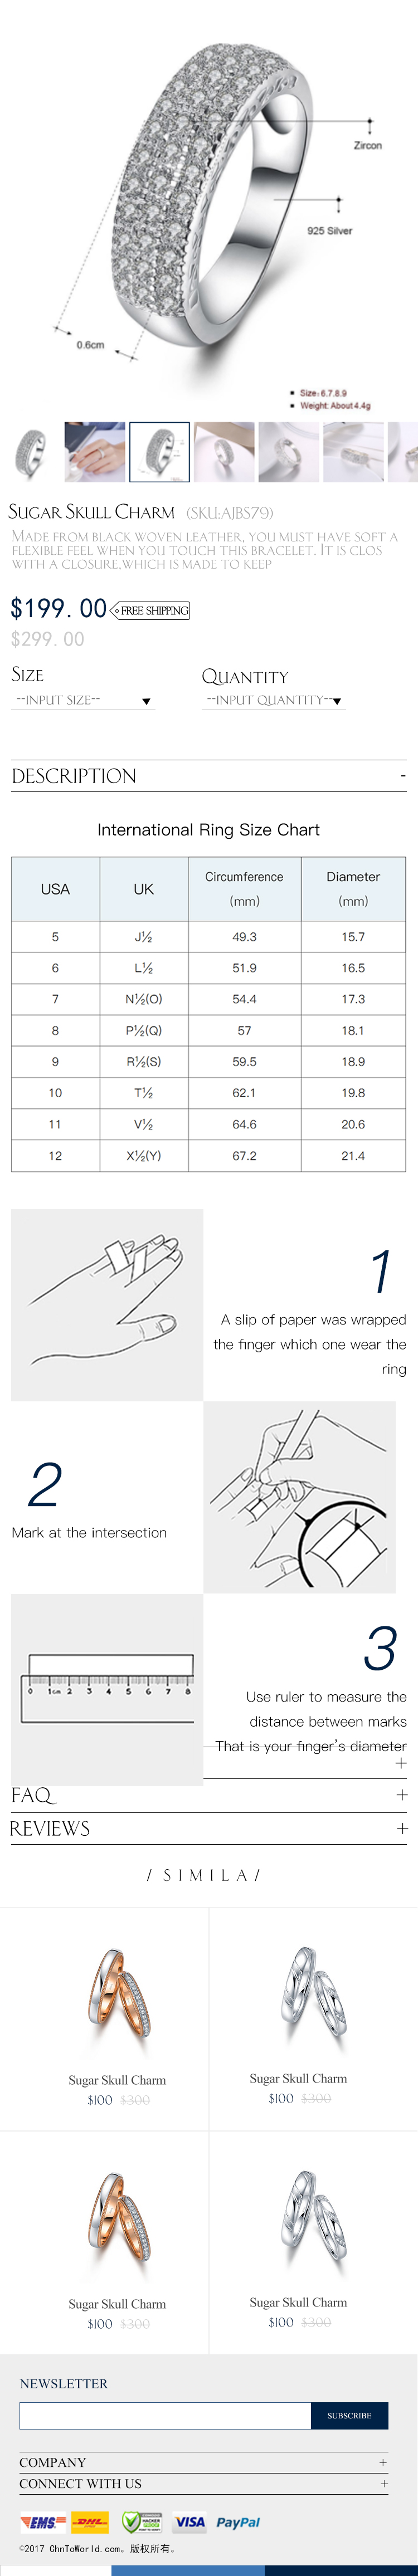 Zircon
925 Silver
0.6cm
Size: 6.7.8.9
Weight: About 4.4g
Sugar Skull Charm (SKU:AJBS79)
Made from black woven leather, you must have soft a
flexible feel when you touch this bracelet. It is clos
with a closure,which is made to keep
$199.00 FREE SHIPPING
$299.00
Size Quantity
--INPUT SIZE-- --INPUT QUANTITY--
DESCRIPTION -
International Ring Size Chart
USA UK Circumference (mm) Diameter (mm)
5 J½ 49.3 15.7
6 L½ 51.9 16.5
7 N½(O) 54.4 17.3
8 P½(Q) 57 18.1
9 R½(S) 59.5 18.9
10 T½ 62.1 19.8
11 V½ 64.6 20.6
12 X½(Y) 67.2 21.4
1
A slip of paper was wrapped
the finger which one wear the
ring
2
Mark at the intersection
0 1cm 2 3 4 5 6 7 8
3
Use ruler to measure the
distance between marks
That is your finger's diameter
+
FAQ +
REVIEWS +
/ SIMILA /
Sugar Skull Charm
$100 $300
Sugar Skull Charm
$100 $300
Sugar Skull Charm
$100 $300
Sugar Skull Charm
$100 $300
NEWSLETTER
SUBSCRIBE
COMPANY +
CONNECT WITH US +
EMS DHL HACKER VISA PayPal
©2017 ChnToWorld.com。版权所有。